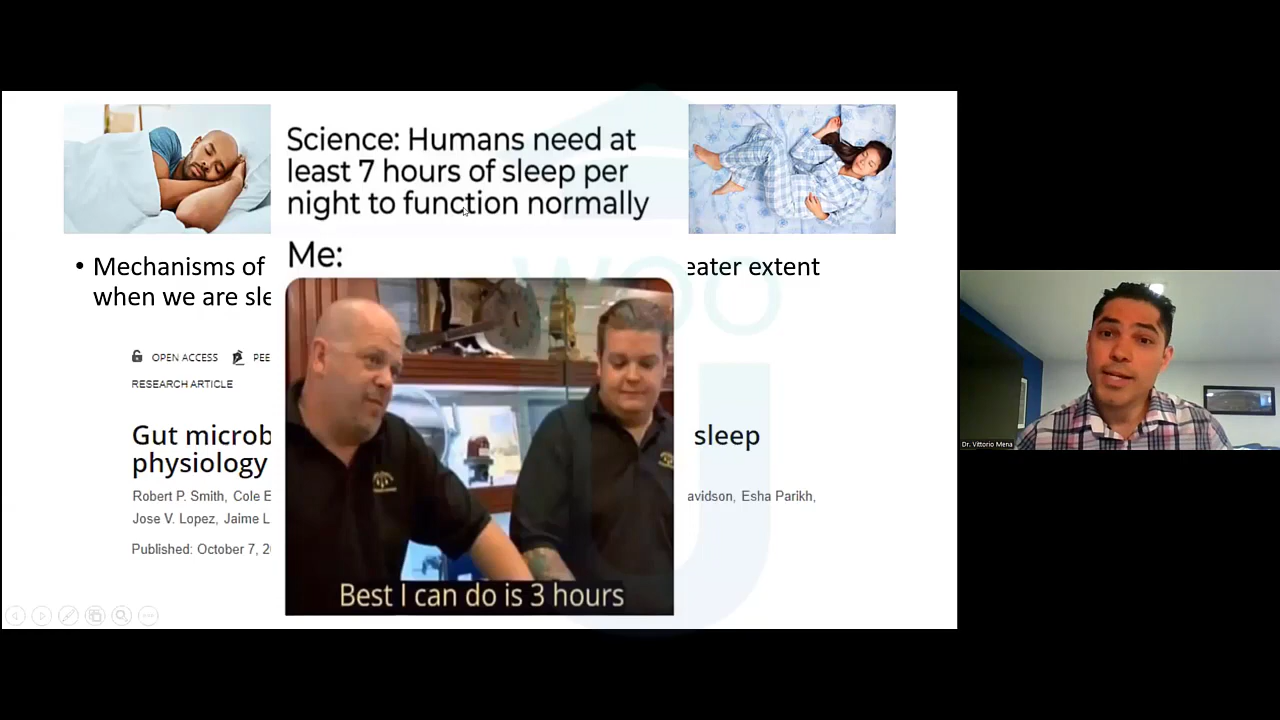 Science: Humans need at
least 7 hours of sleep per
night to function normally
Me:
Best I can do is 3 hours
• Mechanisms of
eater extent
when we are sle
OPEN ACCESS
PEE
RESEARCH ARTICLE
Gut microb
sleep
physiology
Robert P. Smith, Cole E
avidson, Esha Parikh,
Jose V. Lopez, Jaime L
Published: October 7, 20
WOO
U
Dr. Vittorio Mena